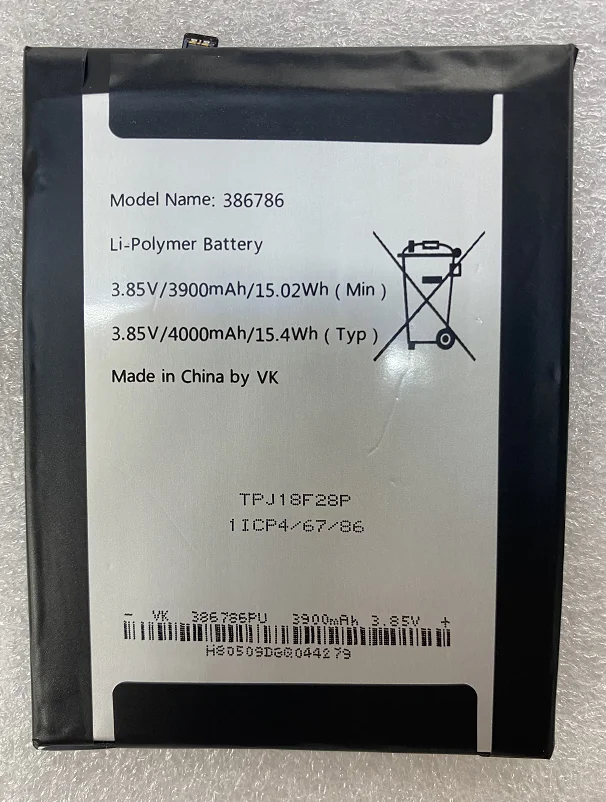 Model Name: 386786
Li-Polymer Battery
3.85V/3900mAh/15.02Wh ( Min )
3.85V/4000mAh/15.4Wh ( Typ )
Made in China by VK
TPJ18F28P
1ICP4/67/86
- VK 386786PU 3900mAh 3.85V +
H80509DGQ044279